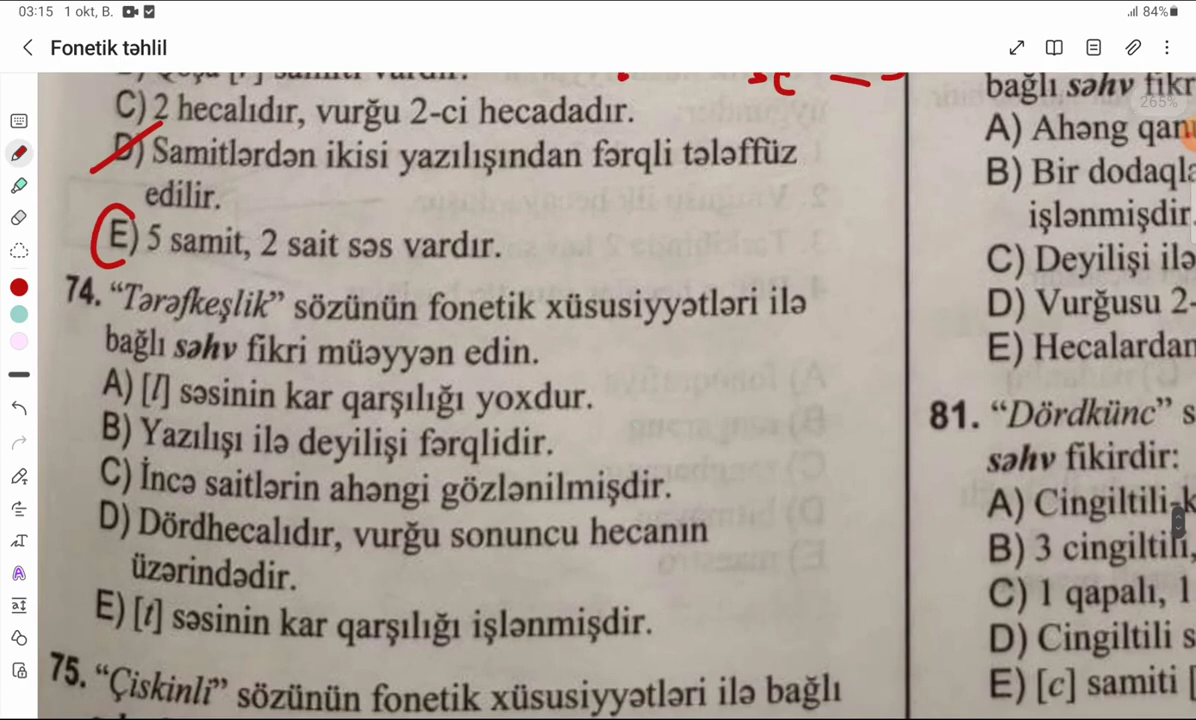 03:15 1 okt, B.
84%
Fonetik təhlil
265%
C) 2 hecalıdır, vurğu 2-ci hecadadır.
D) Samitlərdən ikisi yazılışından fərqli tələffüz
edilir.
E) 5 samit, 2 sait səs vardır.
74. “Tərəfkeşlik” sözünün fonetik xüsusiyyətləri ilə
bağlı səhv fikri müəyyən edin.
A) [l] səsinin kar qarşılığı yoxdur.
B) Yazılışı ilə deyilişi fərqlidir.
C) İncə saitlərin ahəngi gözlənilmişdir.
D) Dördhecalıdır, vurğu sonuncu hecanın
üzərindədir.
E) [t] səsinin kar qarşılığı işlənmişdir.
75. “Çiskinli” sözünün fonetik xüsusiyyətləri ilə bağlı
bağlı səhv fikr
A) Ahəng qan
B) Bir dodaqla
işlənmişdir
C) Deyilişi ilə
D) Vurğusu 2-
E) Hecalardan
81. “Dördkünc” s
səhv fikirdir:
A) Cingiltili-k
B) 3 cingiltili,
C) 1 qapalı, 1
D) Cingiltili s
E) [c] samiti [